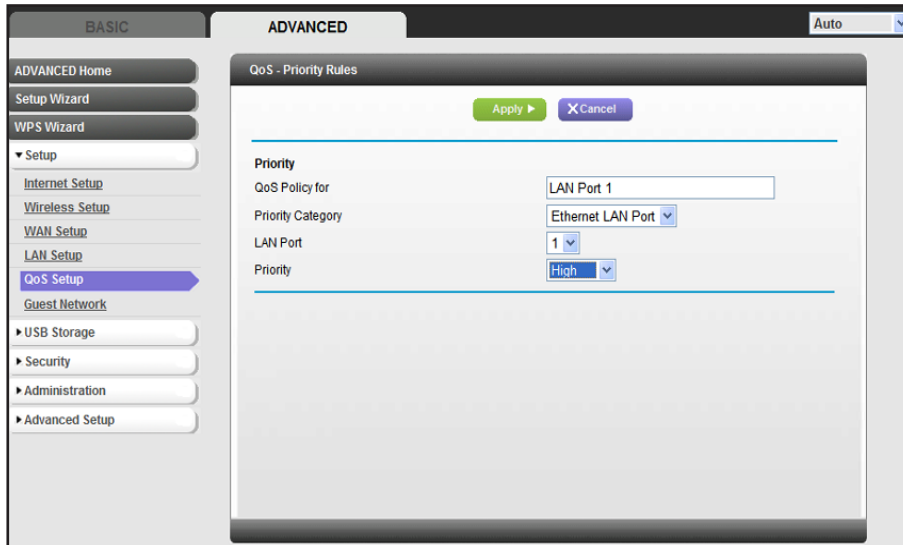 BASIC
ADVANCED
Auto
ADVANCED Home
Setup Wizard
WPS Wizard
Setup
Internet Setup
Wireless Setup
WAN Setup
LAN Setup
QoS Setup
Guest Network
USB Storage
Security
Administration
Advanced Setup
QoS - Priority Rules
Apply
X Cancel
Priority
QoS Policy for LAN Port 1
Priority Category Ethernet LAN Port
LAN Port 1
Priority High